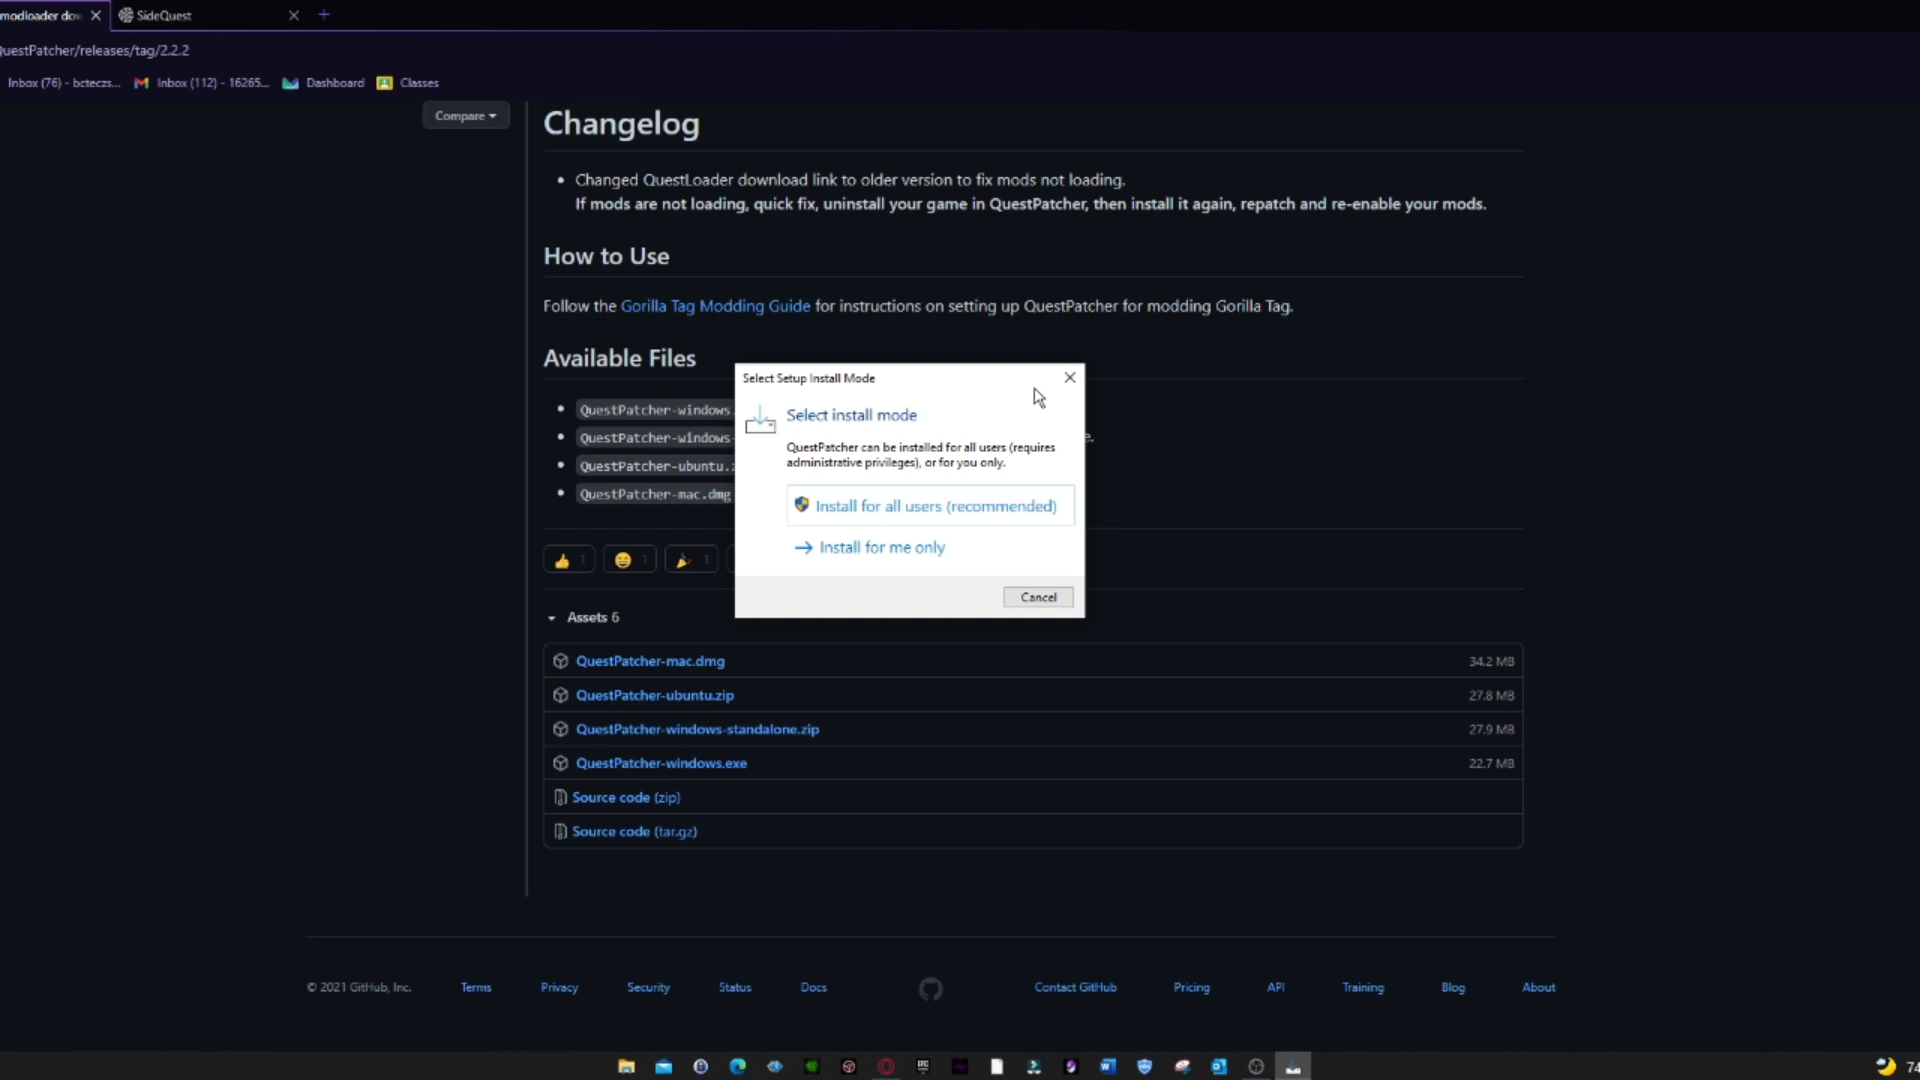 modloader dow
SideQuest
QuestPatcher/releases/tag/2.2.2
Inbox (76) - bcteczs...
Inbox (112) - 16265...
Dashboard
Classes
Compare
Changelog
Changed QuestLoader download link to older version to fix mods not loading.
If mods are not loading, quick fix, uninstall your game in QuestPatcher, then install it again, repatch and re-enable your mods.
How to Use
Follow the Gorilla Tag Modding Guide for instructions on setting up QuestPatcher for modding Gorilla Tag.
Available Files
QuestPatcher-windows.
QuestPatcher-windows-
e.
QuestPatcher-ubuntu.z
QuestPatcher-mac.dmg
Select Setup Install Mode
Select install mode
QuestPatcher can be installed for all users (requires
administrative privileges), or for you only.
Install for all users (recommended)
Install for me only
Cancel
1
1
1
Assets 6
QuestPatcher-mac.dmg 34.2 MB
QuestPatcher-ubuntu.zip 27.8 MB
QuestPatcher-windows-standalone.zip 27.9 MB
QuestPatcher-windows.exe 22.7 MB
Source code (zip)
Source code (tar.gz)
© 2021 GitHub, Inc. Terms Privacy Security Status Docs Contact GitHub Pricing API Training Blog About
74